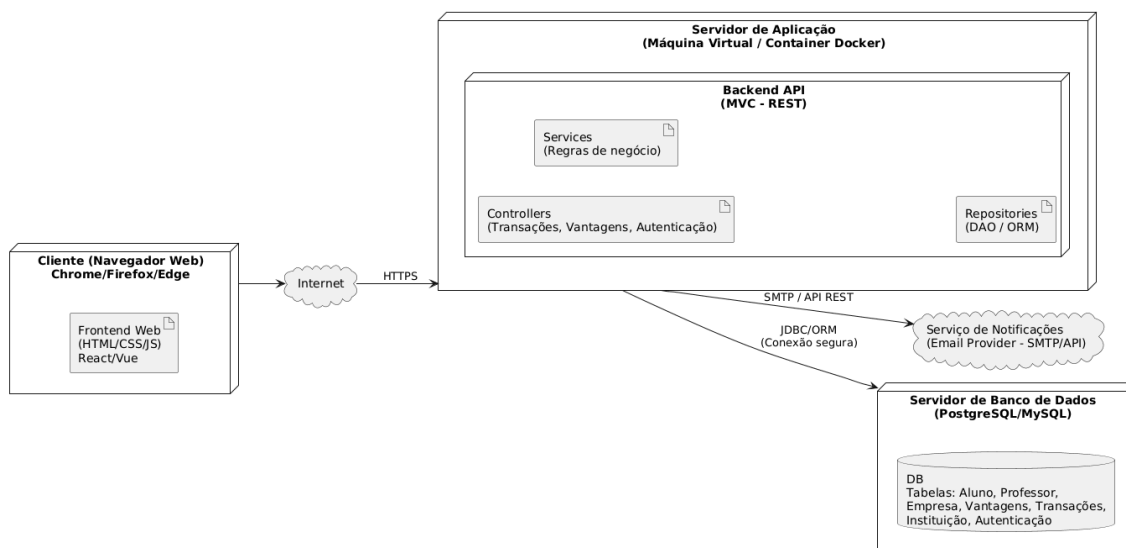 Servidor de Aplicação
(Máquina Virtual / Container Docker)
Backend API
(MVC - REST)
Services
(Regras de negócio)
Controllers
(Transações, Vantagens, Autenticação)
Repositories
(DAO / ORM)
Cliente (Navegador Web)
Chrome/Firefox/Edge
Frontend Web
(HTML/CSS/JS)
React/Vue
Internet
HTTPS
SMTP / API REST
Serviço de Notificações
(Email Provider - SMTP/API)
JDBC/ORM
(Conexão segura)
Servidor de Banco de Dados
(PostgreSQL/MySQL)
DB
Tabelas: Aluno, Professor,
Empresa, Vantagens, Transações,
Instituição, Autenticação